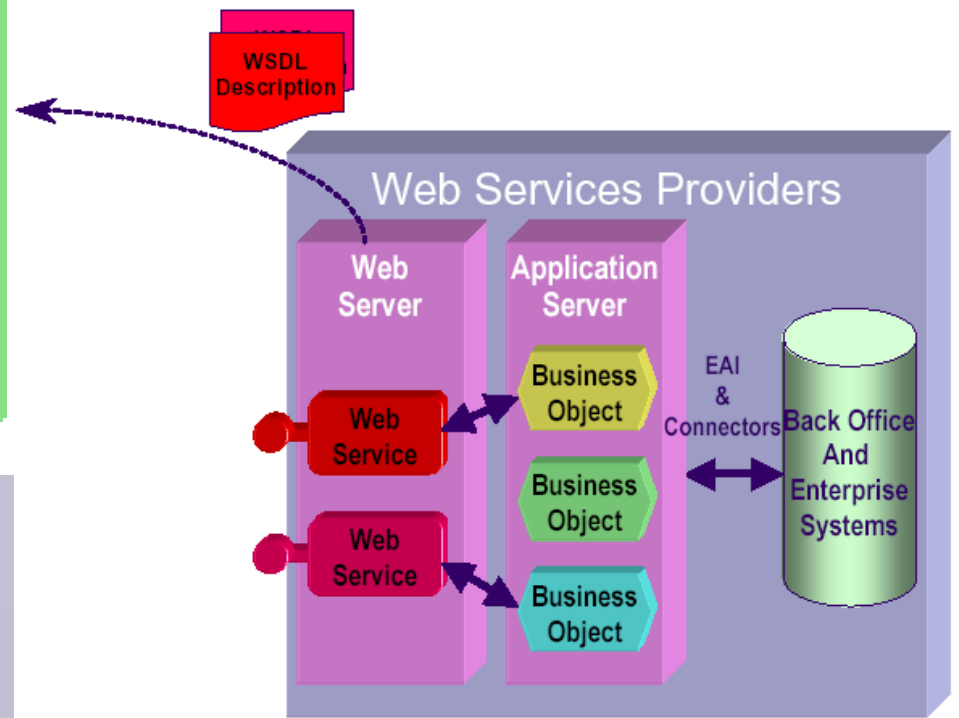 WSDL
Description
Web Services Providers
Web
Server
Application
Server
Web
Service
Web
Service
Business
Object
Business
Object
Business
Object
EAI
&
Connectors
Back Office
And
Enterprise
Systems